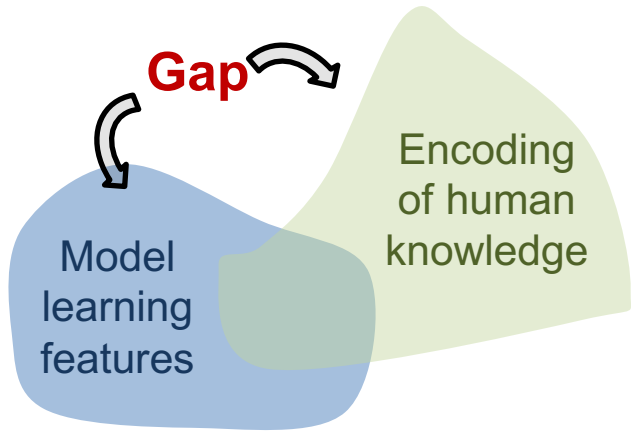 Gap
Encoding
of human
knowledge
Model
learning
features